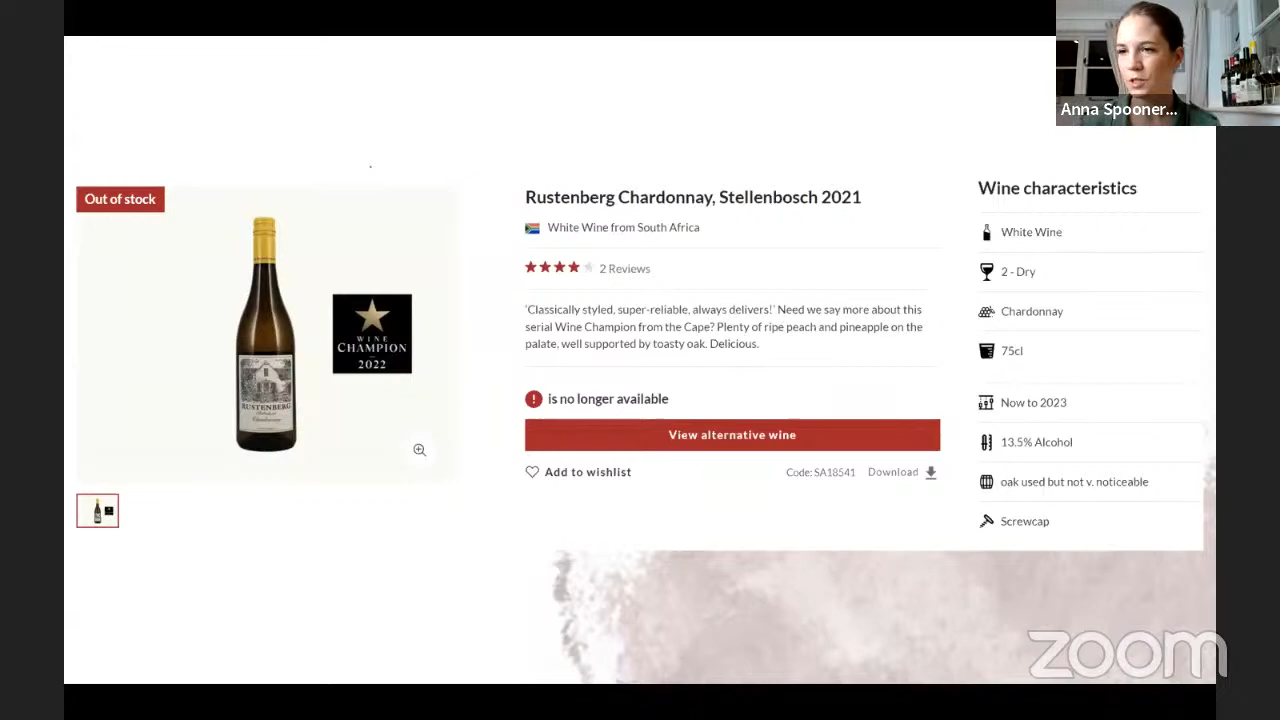 Anna Spooner...
Out of stock
WINE
CHAMPION
2022
RUSTENBERG
Chardonnay
Rustenberg Chardonnay, Stellenbosch 2021
White Wine from South Africa
2 Reviews
'Classically styled, super-reliable, always delivers!' Need we say more about this
serial Wine Champion from the Cape? Plenty of ripe peach and pineapple on the
palate, well supported by toasty oak. Delicious.
! is no longer available
View alternative wine
Add to wishlist
Code: SA18541
Download
Wine characteristics
White Wine
2 - Dry
Chardonnay
75cl
Now to 2023
13.5% Alcohol
oak used but not v. noticeable
Screwcap
zoom